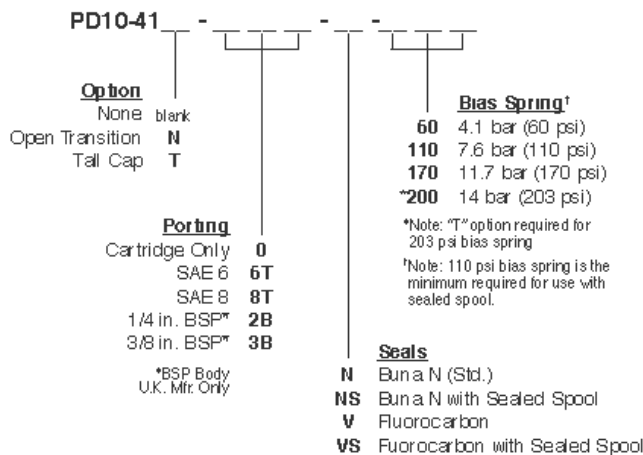 PD10-41__ - ___ - __ - ___
Option
None blank
Open Transition N
Tall Cap T
Porting
Cartridge Only 0
SAE 6 6T
SAE 8 8T
1/4 in. BSP* 2B
3/8 in. BSP* 3B
*BSP Body
U.K. Mfr. Only
Bias Spring†
60 4.1 bar (60 psi)
110 7.6 bar (110 psi)
170 11.7 bar (170 psi)
*200 14 bar (203 psi)
*Note: "T" option required for
203 psi bias spring
†Note: 110 psi bias spring is the
minimum required for use with
sealed spool.
Seals
N Buna N (Std.)
NS Buna N with Sealed Spool
V Fluorocarbon
VS Fuorocarbon with Sealed Spool